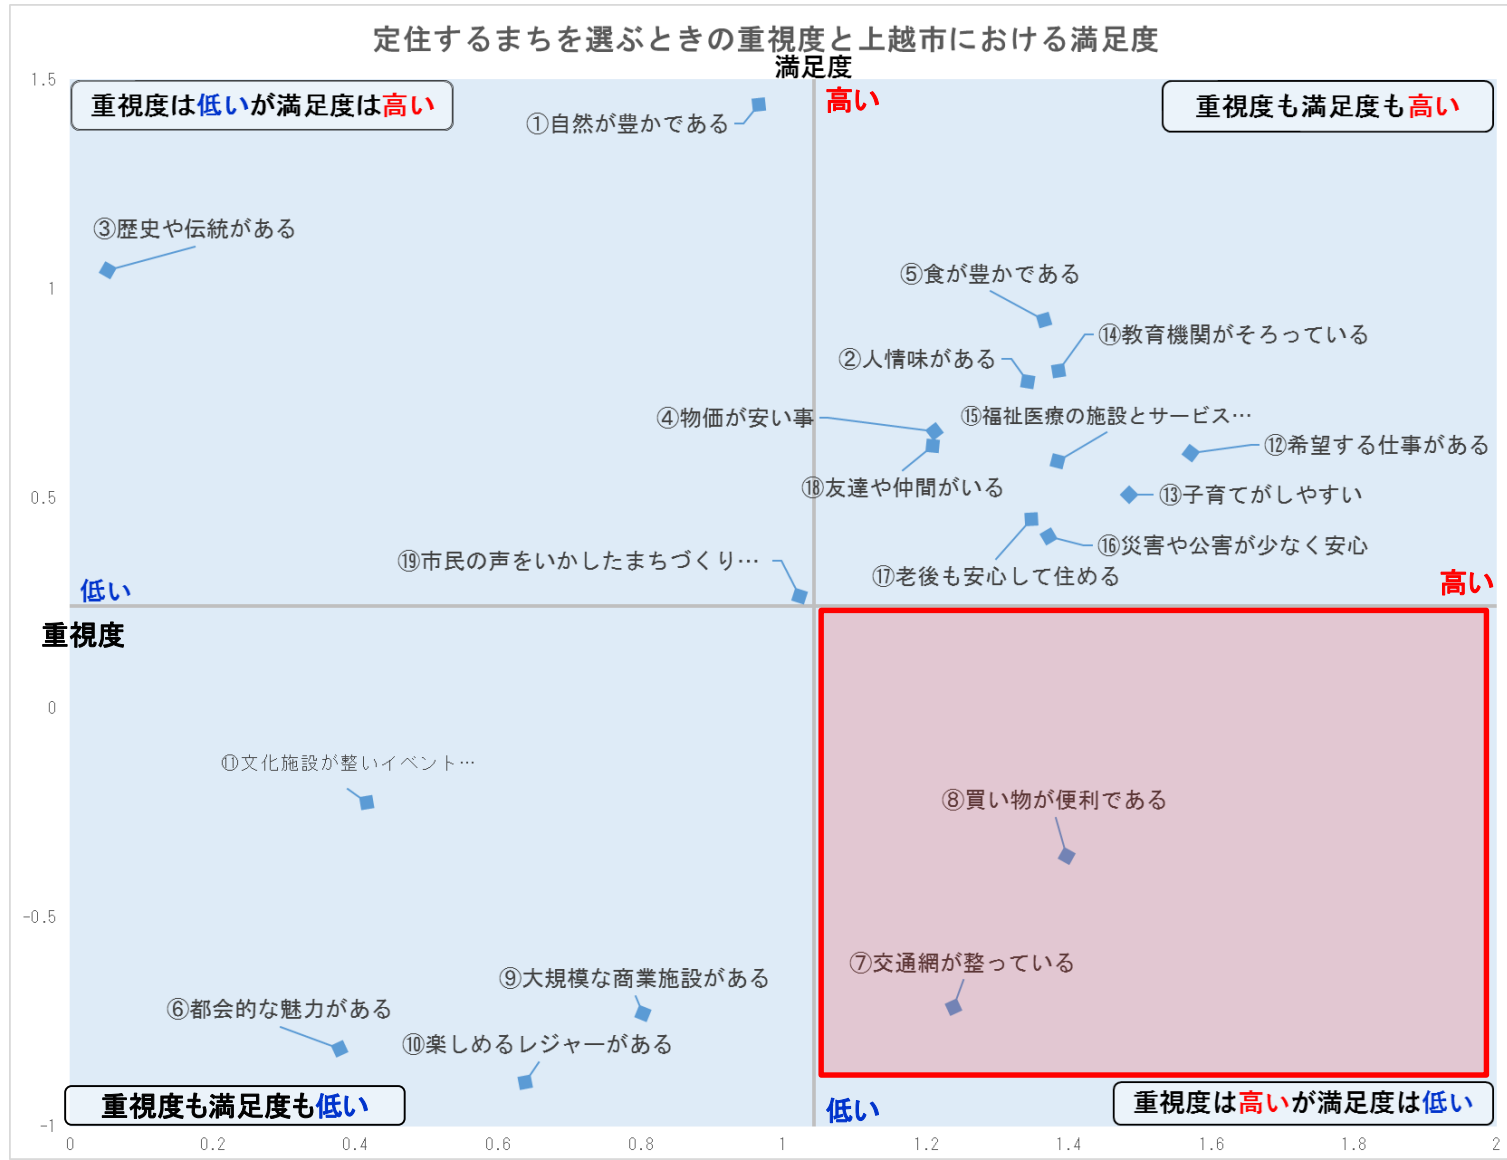 定住するまちを選ぶときの重視度と上越市における満足度
満足度
1.5
重視度は低いが満足度は高い
高い
重視度も満足度も高い
①自然が豊かである
③歴史や伝統がある
⑤食が豊かである
1
⑭教育機関がそろっている
②人情味がある
④物価が安い事
⑮福祉医療の施設とサービス…
⑫希望する仕事がある
⑱友達や仲間がいる
0.5
⑬子育てがしやすい
⑯災害や公害が少なく安心
⑲市民の声をいかしたまちづくり…
⑰老後も安心して住める
低い
高い
重視度
0
⑪文化施設が整いイベント…
⑧買い物が便利である
-0.5
⑦交通網が整っている
⑨大規模な商業施設がある
⑥都会的な魅力がある
⑩楽しめるレジャーがある
重視度も満足度も低い
低い
重視度は高いが満足度は低い
-1
0 0.2 0.4 0.6 0.8 1 1.2 1.4 1.6 1.8 2